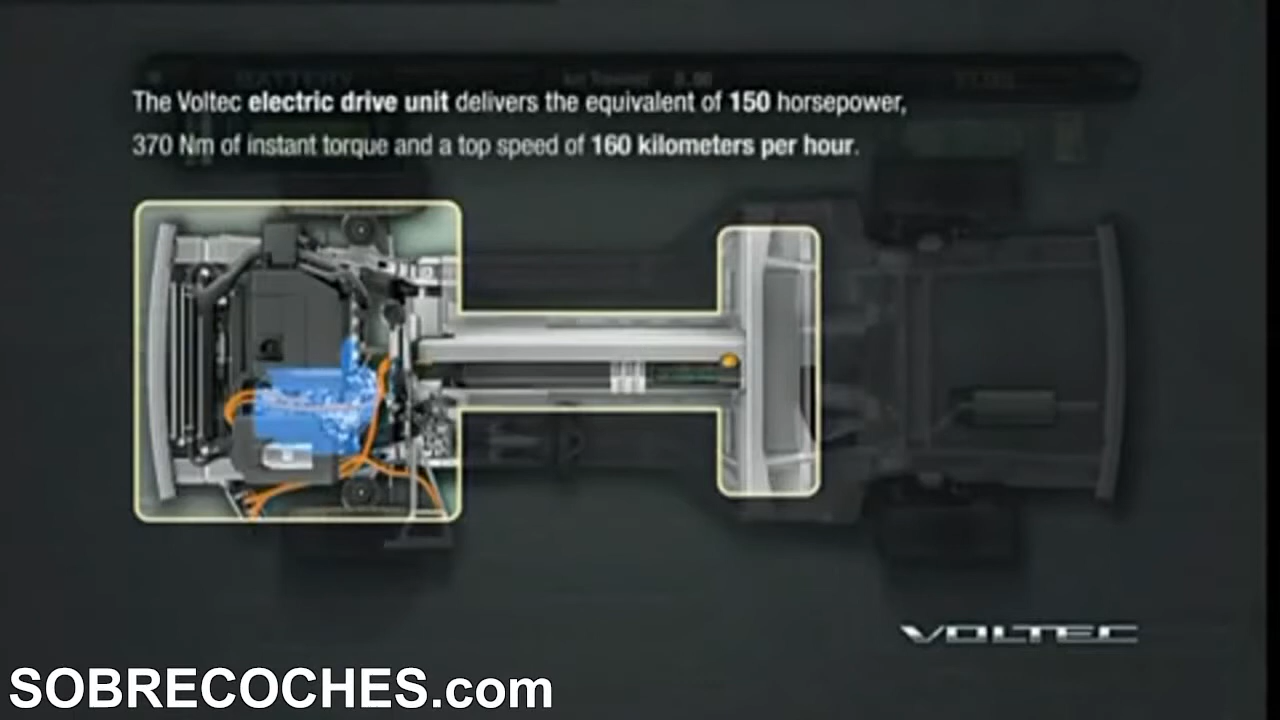 BATTERY
The Voltec electric drive unit delivers the equivalent of 150 horsepower,
370 Nm of instant torque and a top speed of 160 kilometers per hour.
VOLTEC
SOBRECOCHES.com